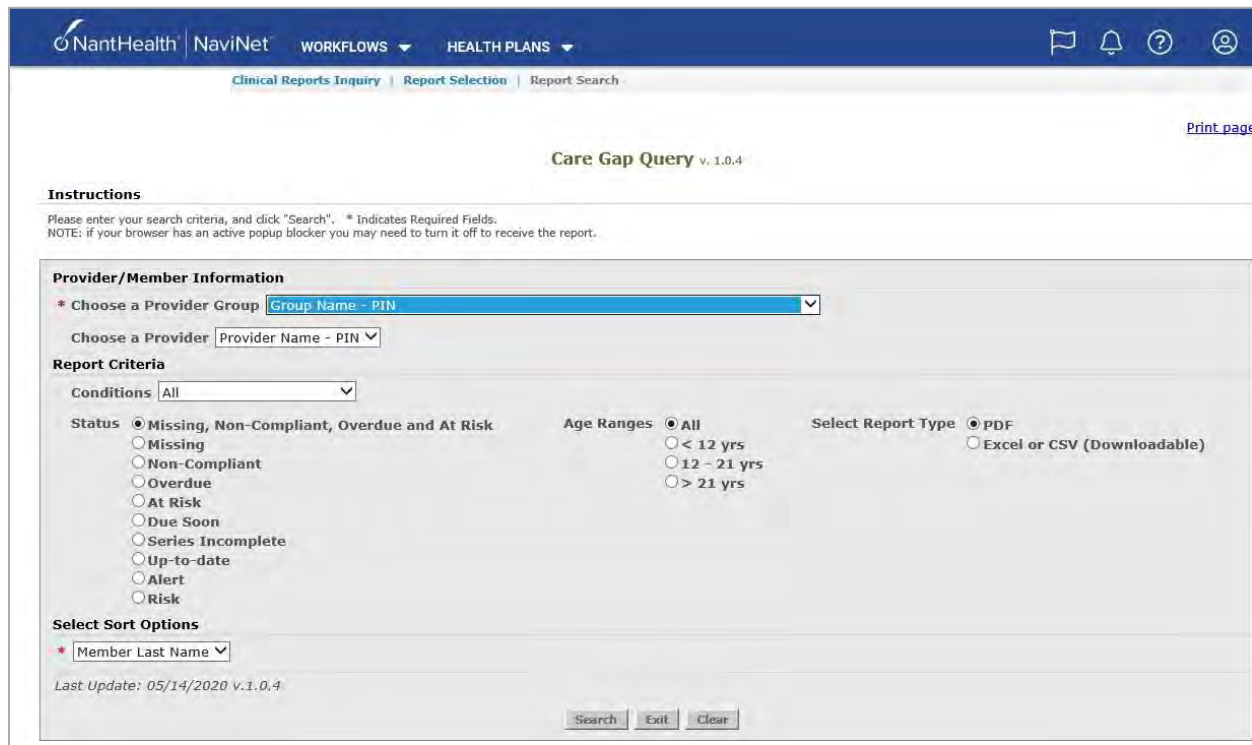 NantHealth® | NaviNet® WORKFLOWS HEALTH PLANS
Clinical Reports Inquiry | Report Selection | Report Search
Print page
Care Gap Query v. 1.0.4
Instructions
Please enter your search criteria, and click "Search". * Indicates Required Fields.
NOTE: if your browser has an active popup blocker you may need to turn it off to receive the report.
Provider/Member Information
* Choose a Provider Group Group Name - PIN
Choose a Provider Provider Name - PIN
Report Criteria
Conditions All
Status Missing, Non-Compliant, Overdue and At Risk Age Ranges All Select Report Type PDF
Missing < 12 yrs Excel or CSV (Downloadable)
Non-Compliant 12 - 21 yrs
Overdue > 21 yrs
At Risk
Due Soon
Series Incomplete
Up-to-date
Alert
Risk
Select Sort Options
* Member Last Name
Last Update: 05/14/2020 v.1.0.4
Search Exit Clear